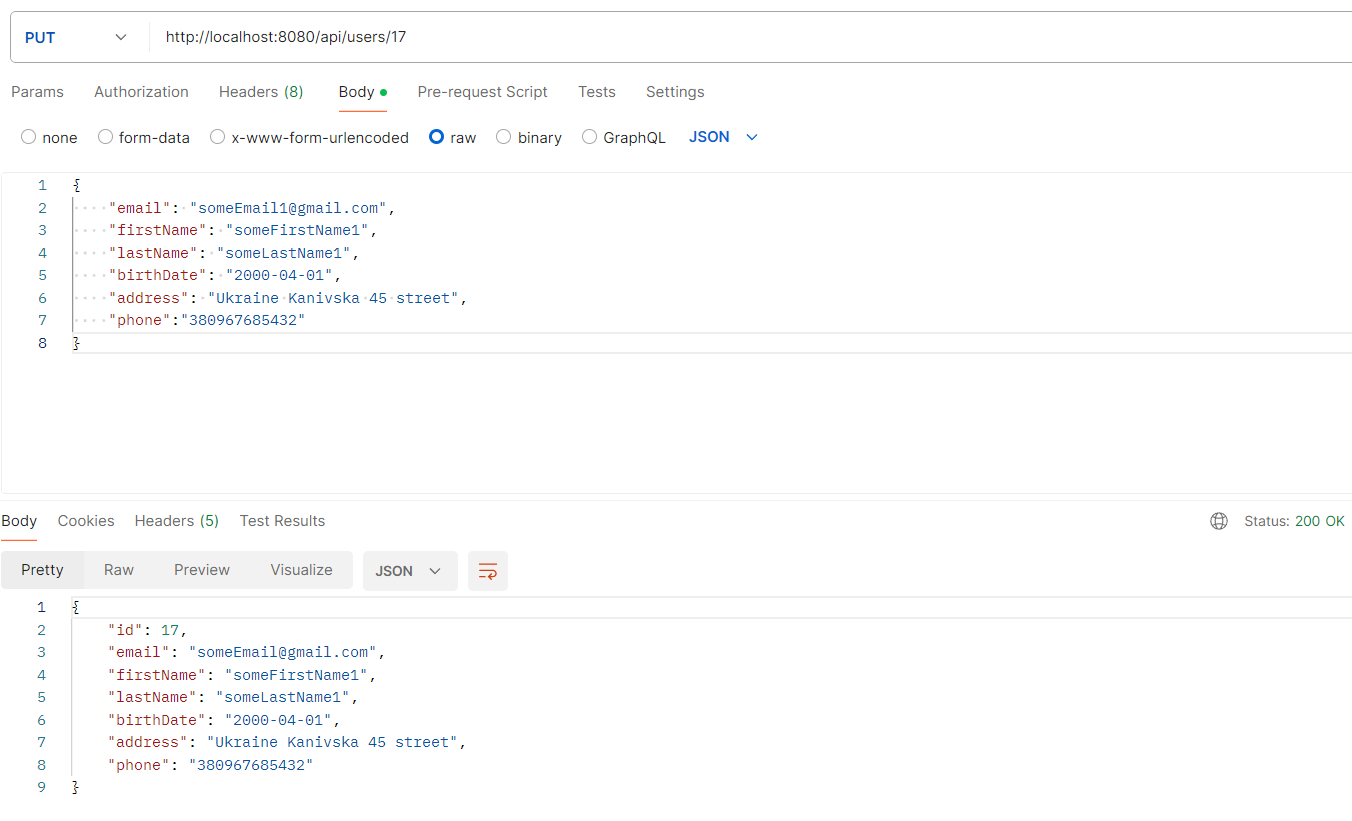 PUT http://localhost:8080/api/users/17
Params Authorization Headers (8) Body Pre-request Script Tests Settings
none form-data x-www-form-urlencoded raw binary GraphQL JSON
1 {
2 "email": "someEmail1@gmail.com",
3 "firstName": "someFirstName1",
4 "lastName": "someLastName1",
5 "birthDate": "2000-04-01",
6 "address": "Ukraine Kanivska 45 street",
7 "phone":"380967685432"
8 }
Body Cookies Headers (5) Test Results Status: 200 OK
Pretty Raw Preview Visualize JSON
1 {
2 "id": 17,
3 "email": "someEmail@gmail.com",
4 "firstName": "someFirstName1",
5 "lastName": "someLastName1",
6 "birthDate": "2000-04-01",
7 "address": "Ukraine Kanivska 45 street",
8 "phone": "380967685432"
9 }